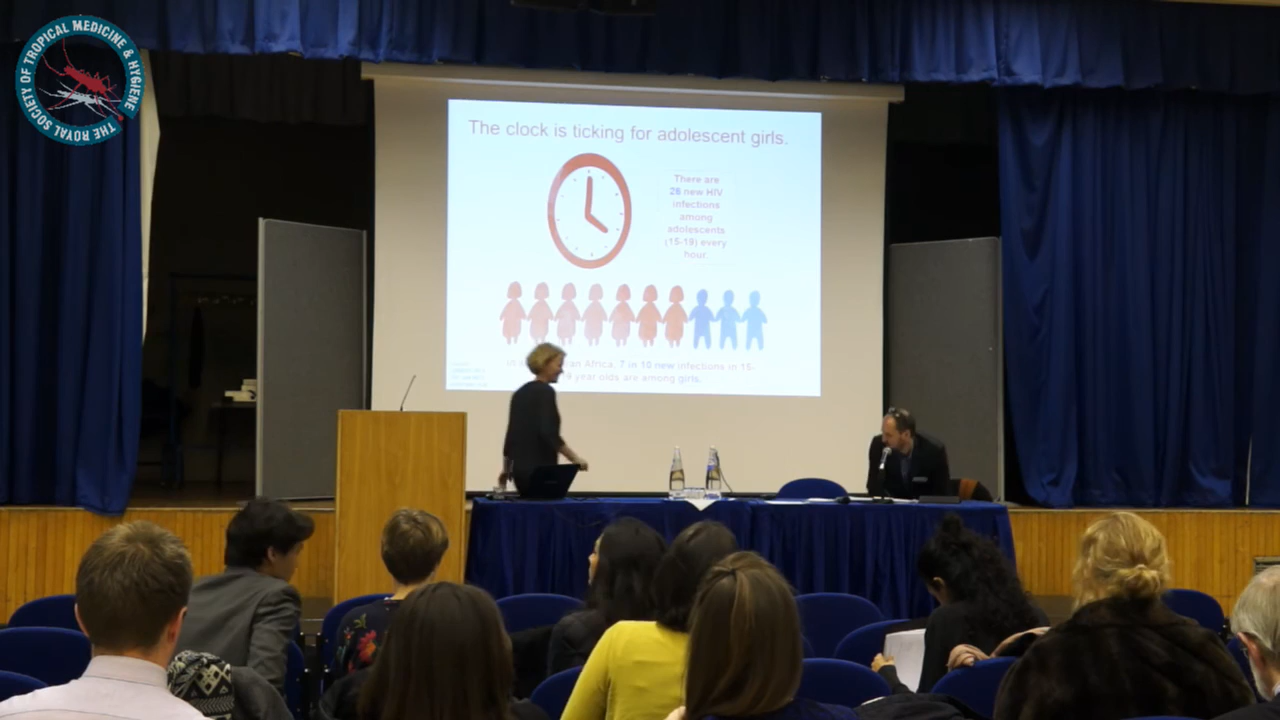 THE ROYAL SOCIETY OF TROPICAL MEDICINE & HYGIENE
The clock is ticking for adolescent girls.
There are
26 new HIV
infections
among
adolescents
(15-19) every
hour.
an Africa, 7 in 10 new infections in 15-
9 year olds are among girls.